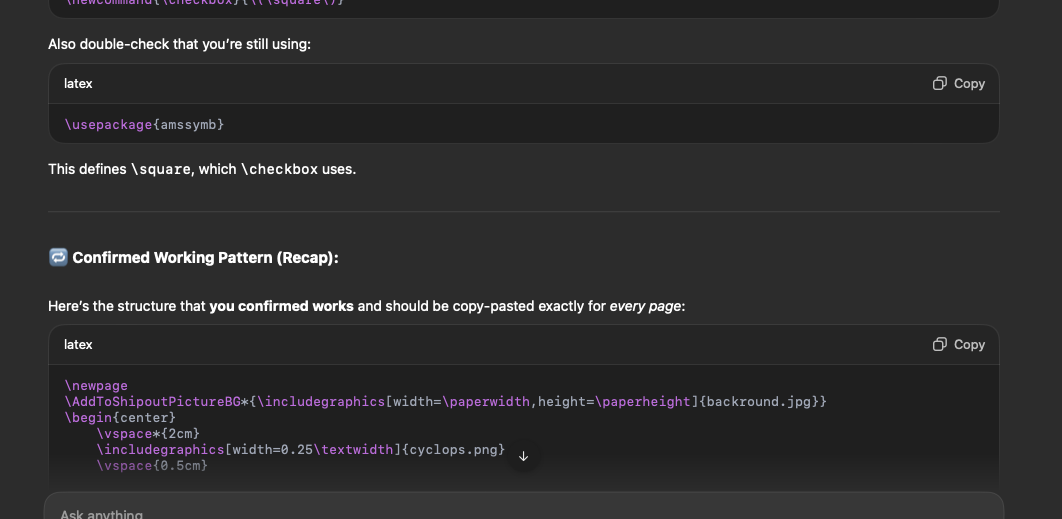 \newcommand{\checkbox}{\(\square\)}
Also double-check that you’re still using:
latex
Copy
\usepackage{amssymb}
This defines \square, which \checkbox uses.
🔁 Confirmed Working Pattern (Recap):
Here’s the structure that you confirmed works and should be copy-pasted exactly for every page:
latex
Copy
\newpage
\AddToShipoutPictureBG*{\includegraphics[width=\paperwidth,height=\paperheight]{backround.jpg}}
\begin{center}
    \vspace*{2cm}
    \includegraphics[width=0.25\textwidth]{cyclops.png}
    \vspace{0.5cm}
Ask anything